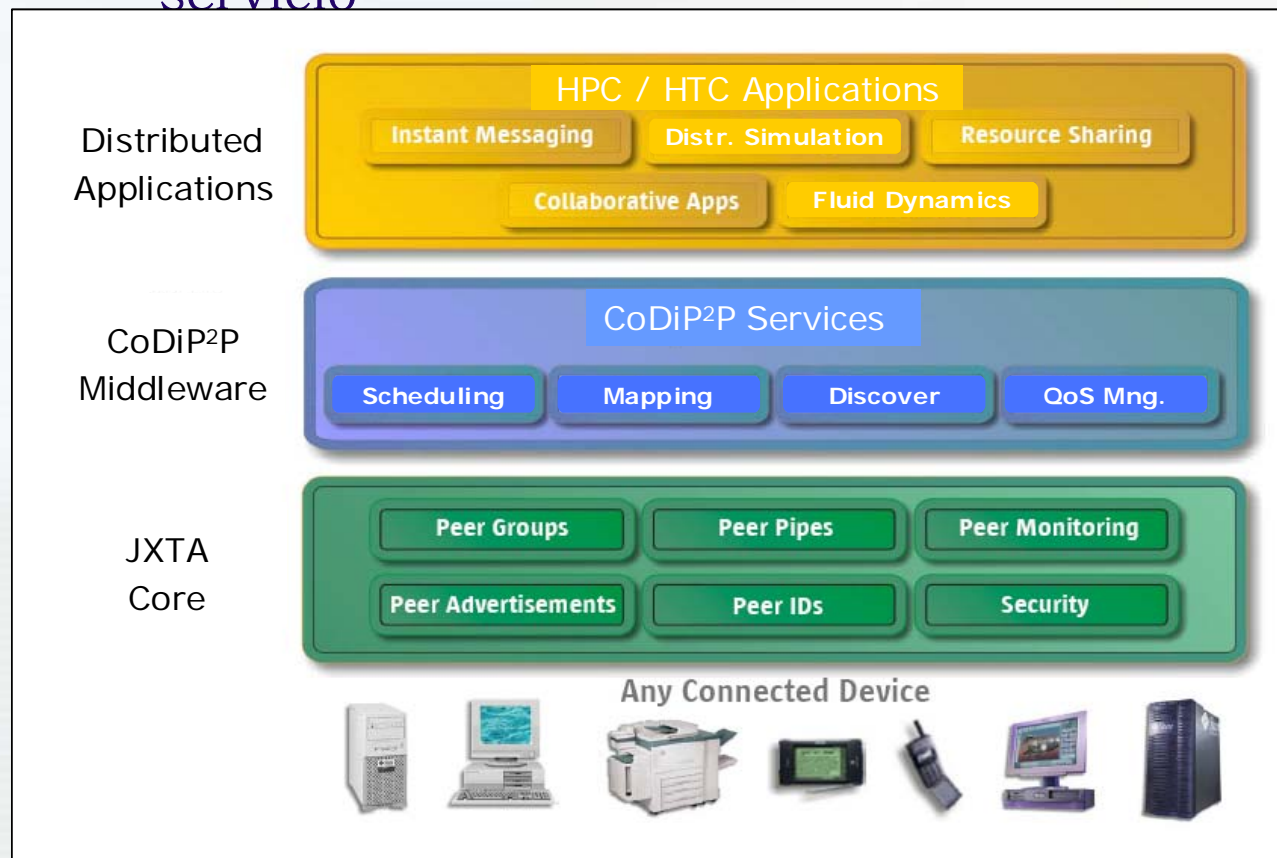 servicio
HPC / HTC Applications
Distributed
Applications
Instant Messaging
Distr. Simulation
Resource Sharing
Collaborative Apps
Fluid Dynamics
CoDiP²P
Middleware
CoDiP²P Services
Scheduling
Mapping
Discover
QoS Mng.
JXTA
Core
Peer Groups
Peer Pipes
Peer Monitoring
Peer Advertisements
Peer IDs
Security
Any Connected Device